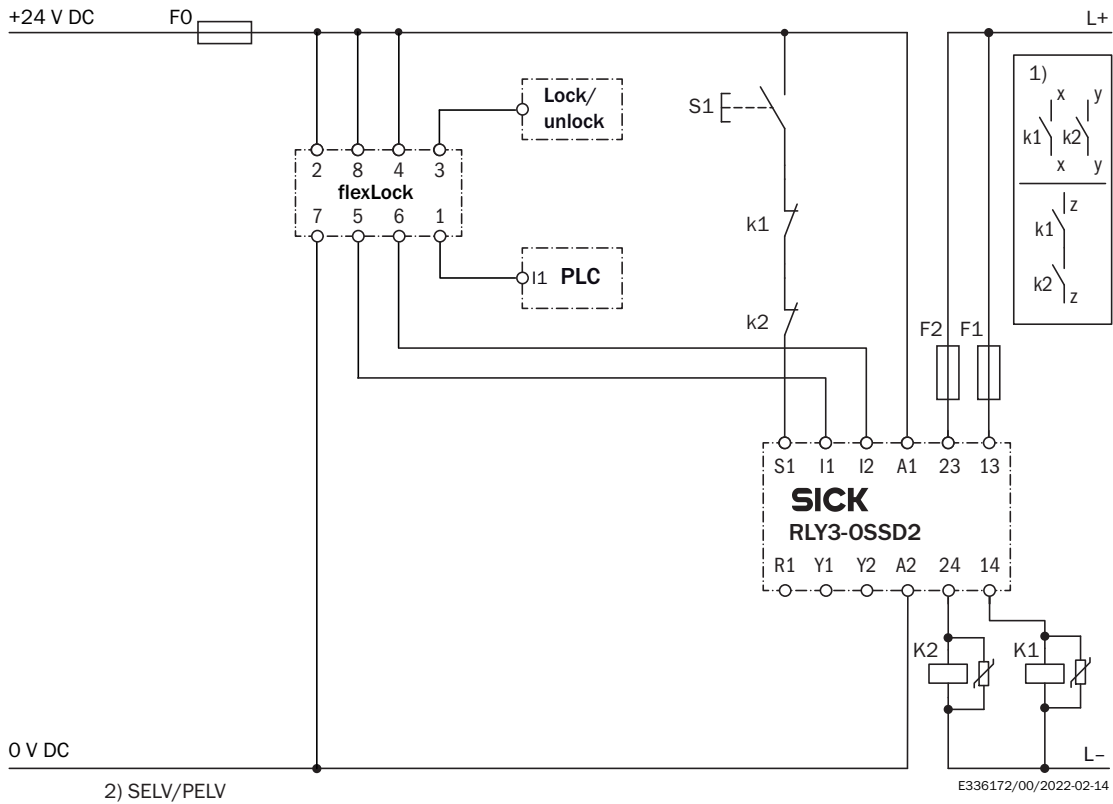 +24 V DC
F0
L+
1)
x
y
k1
k2
x
y
z
k1
k2
z
Lock/
unlock
S1
2
8
4
3
flexLock
7
5
6
1
I1 PLC
k1
k2
F2
F1
S1
I1
I2
A1
23
13
SICK
RLY3-OSSD2
R1
Y1
Y2
A2
24
14
K2
K1
0 V DC
L–
2) SELV/PELV
E336172/00/2022-02-14